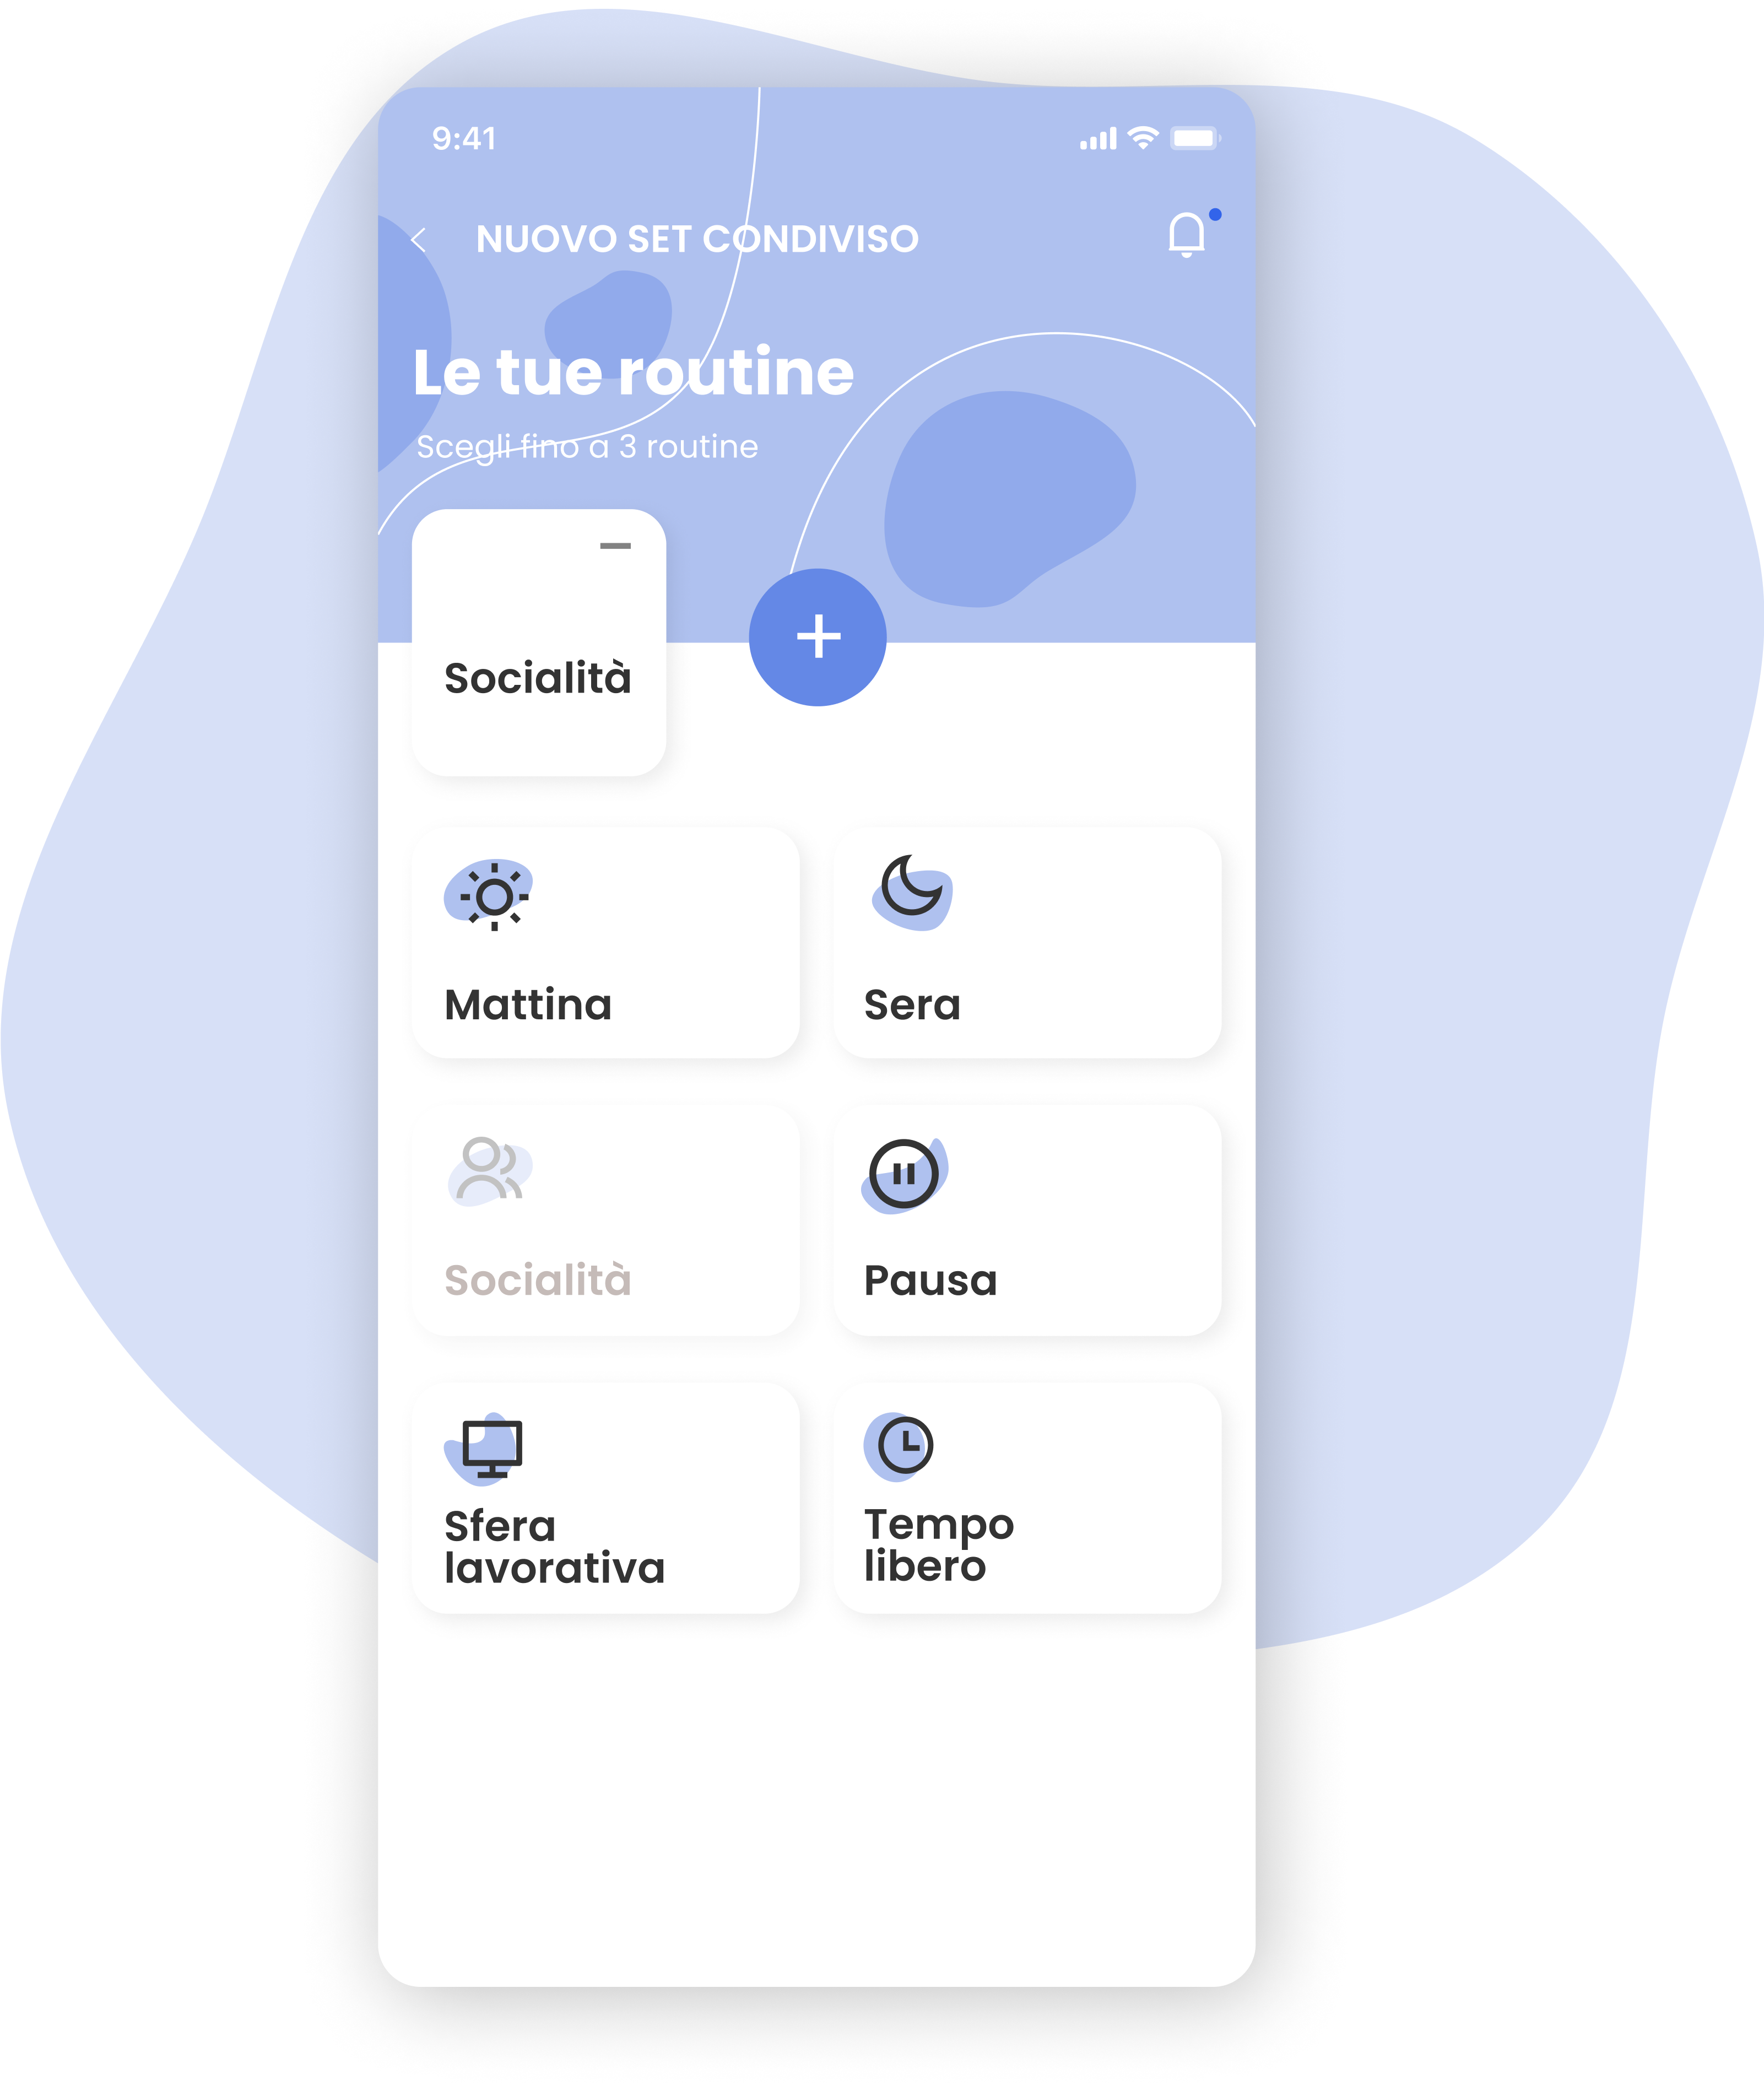 9:41
NUOVO SET CONDIVISO
Le tue routine
Scegli fino a 3 routine
Socialità
Mattina
Sera
Socialità
Pausa
Sfera
lavorativa
Tempo
libero